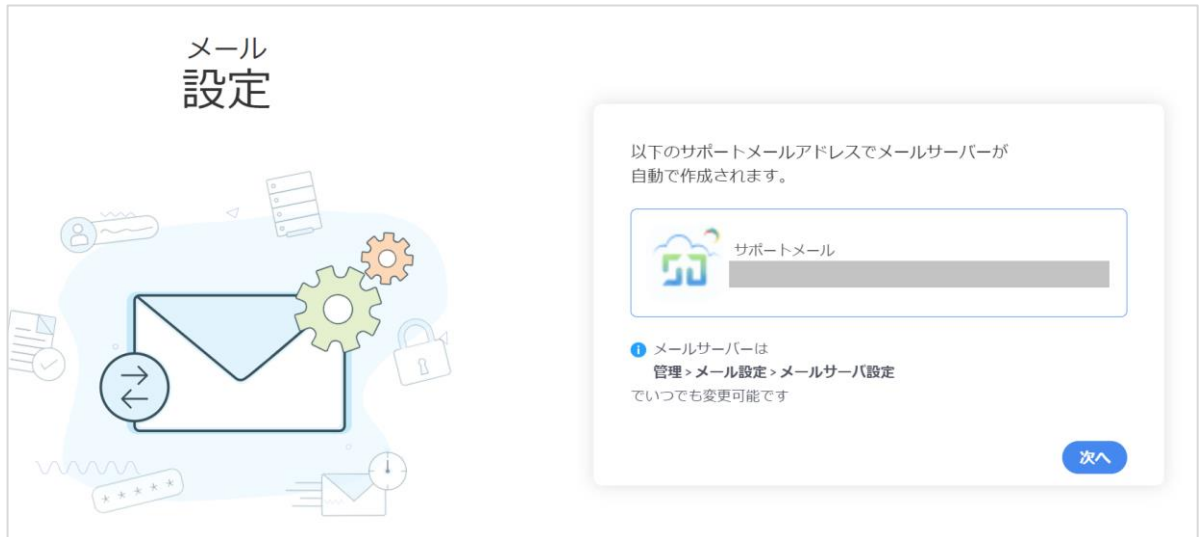 メール
設定
以下のサポートメールアドレスでメールサーバーが
自動で作成されます。
サポートメール
メールサーバーは
管理 > メール設定 > メールサーバ設定
でいつでも変更可能です
次へ
*****